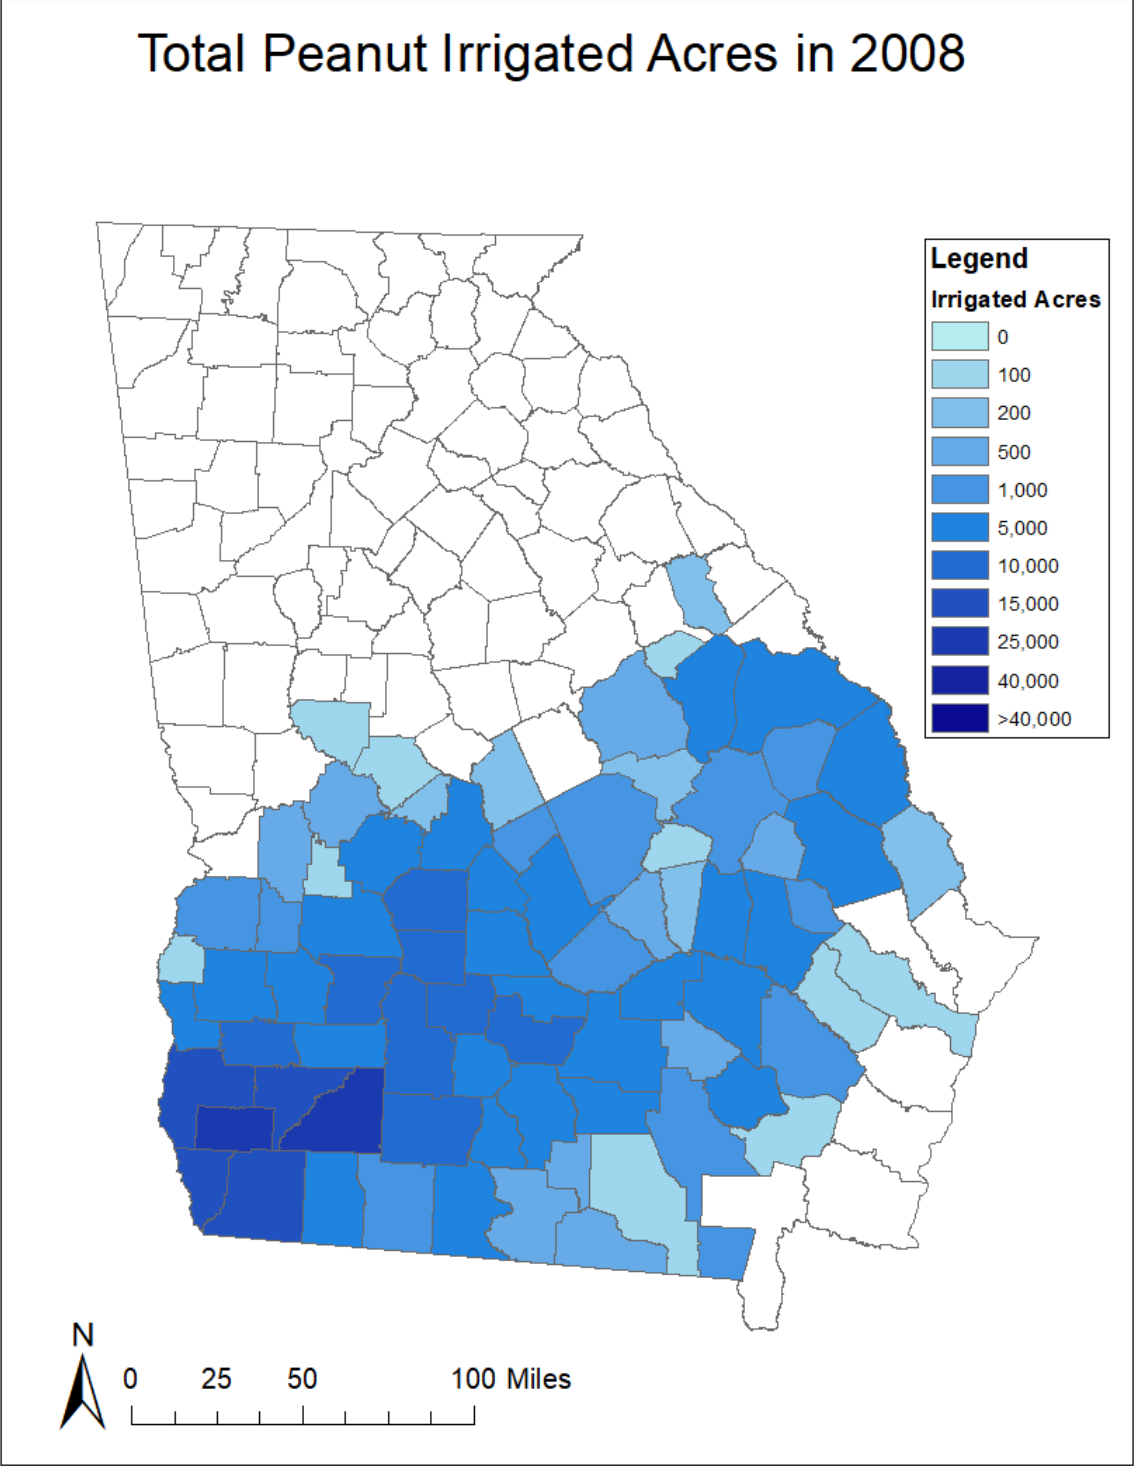 Total Peanut Irrigated Acres in 2008
Legend
Irrigated Acres
0
100
200
500
1,000
5,000
10,000
15,000
25,000
40,000
>40,000
N
0 25 50 100 Miles